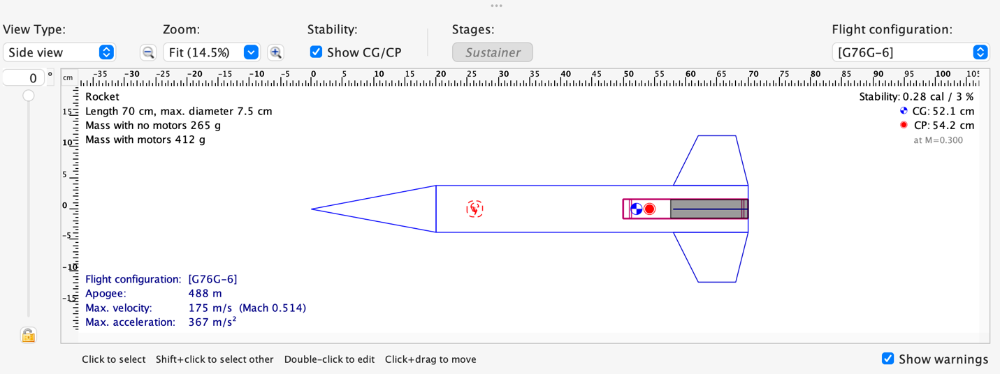 View Type:
Zoom:
Stability:
Stages:
Flight configuration:
Side view
Fit (14.5%)
Show CG/CP
Sustainer
[G76G-6]
0 °
cm
-35 -30 -25 -20 -15 -10 -5 0 5 10 15 20 25 30 35 40 45 50 55 60 65 70 75 80 85 90 95 100 105
15
10
5
0
-5
-10
-15
Rocket
Length 70 cm, max. diameter 7.5 cm
Mass with no motors 265 g
Mass with motors 412 g
Stability: 0.28 cal / 3 %
CG: 52.1 cm
CP: 54.2 cm
at M=0.300
Flight configuration: [G76G-6]
Apogee: 488 m
Max. velocity: 175 m/s (Mach 0.514)
Max. acceleration: 367 m/s²
Click to select Shift+click to select other Double-click to edit Click+drag to move
Show warnings